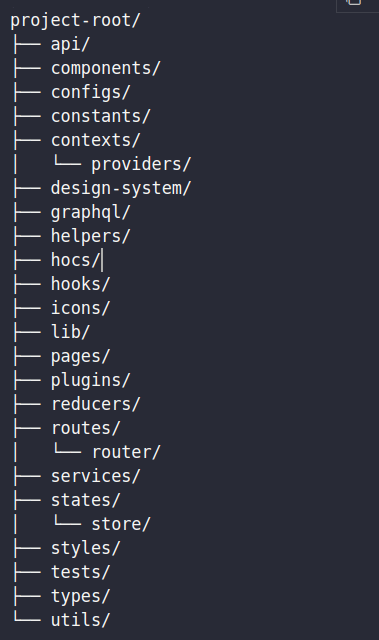 project-root/
├── api/
├── components/
├── configs/
├── constants/
├── contexts/
│   └── providers/
├── design-system/
├── graphql/
├── helpers/
├── hocs/
├── hooks/
├── icons/
├── lib/
├── pages/
├── plugins/
├── reducers/
├── routes/
│   └── router/
├── services/
├── states/
│   └── store/
├── styles/
├── tests/
├── types/
└── utils/